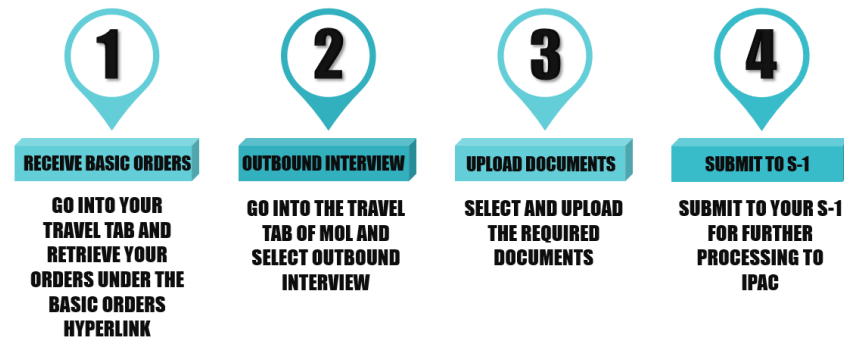 1
RECEIVE BASIC ORDERS
GO INTO YOUR
TRAVEL TAB AND
RETRIEVE YOUR
ORDERS UNDER THE
BASIC ORDERS
HYPERLINK
2
OUTBOUND INTERVIEW
GO INTO THE TRAVEL
TAB OF MOL AND
SELECT OUTBOUND
INTERVIEW
3
UPLOAD DOCUMENTS
SELECT AND UPLOAD
THE REQUIRED
DOCUMENTS
4
SUBMIT TO S-1
SUBMIT TO YOUR S-1
FOR FURTHER
PROCESSING TO
IPAC